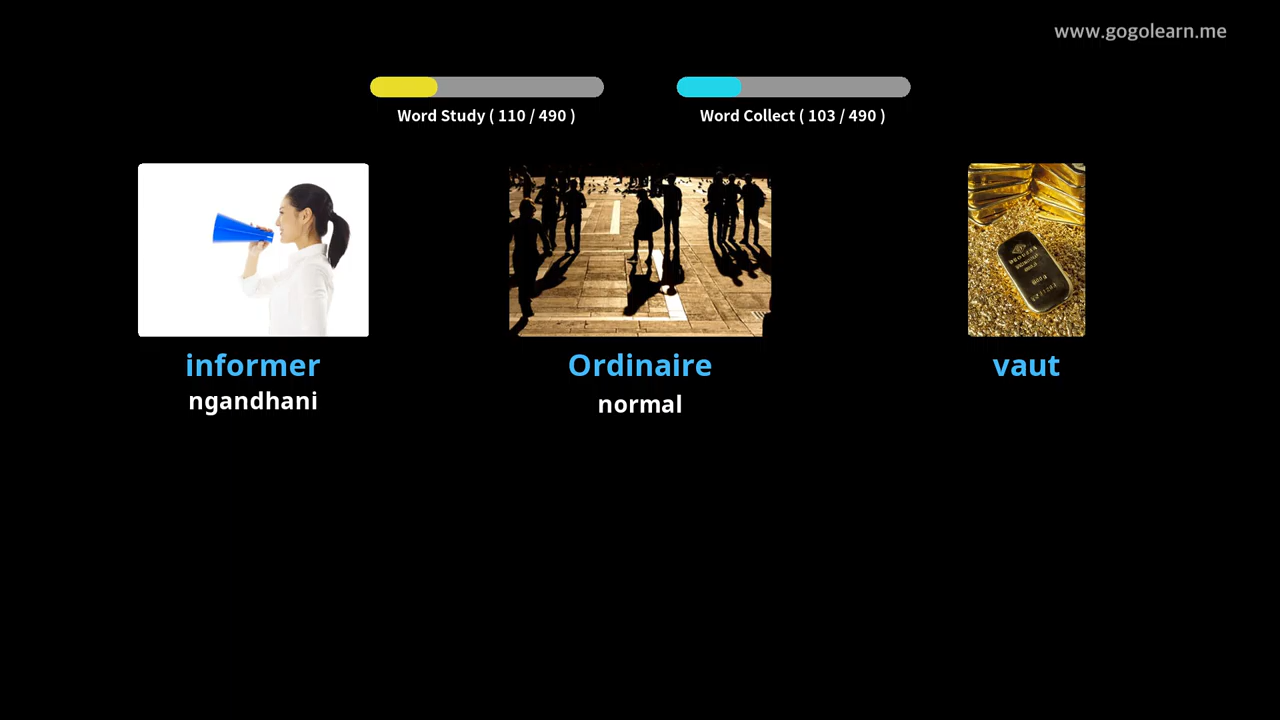 www.gogolearn.me
Word Study ( 110 / 490 )
Word Collect ( 103 / 490 )
informer
ngandhani
Ordinaire
normal
vaut